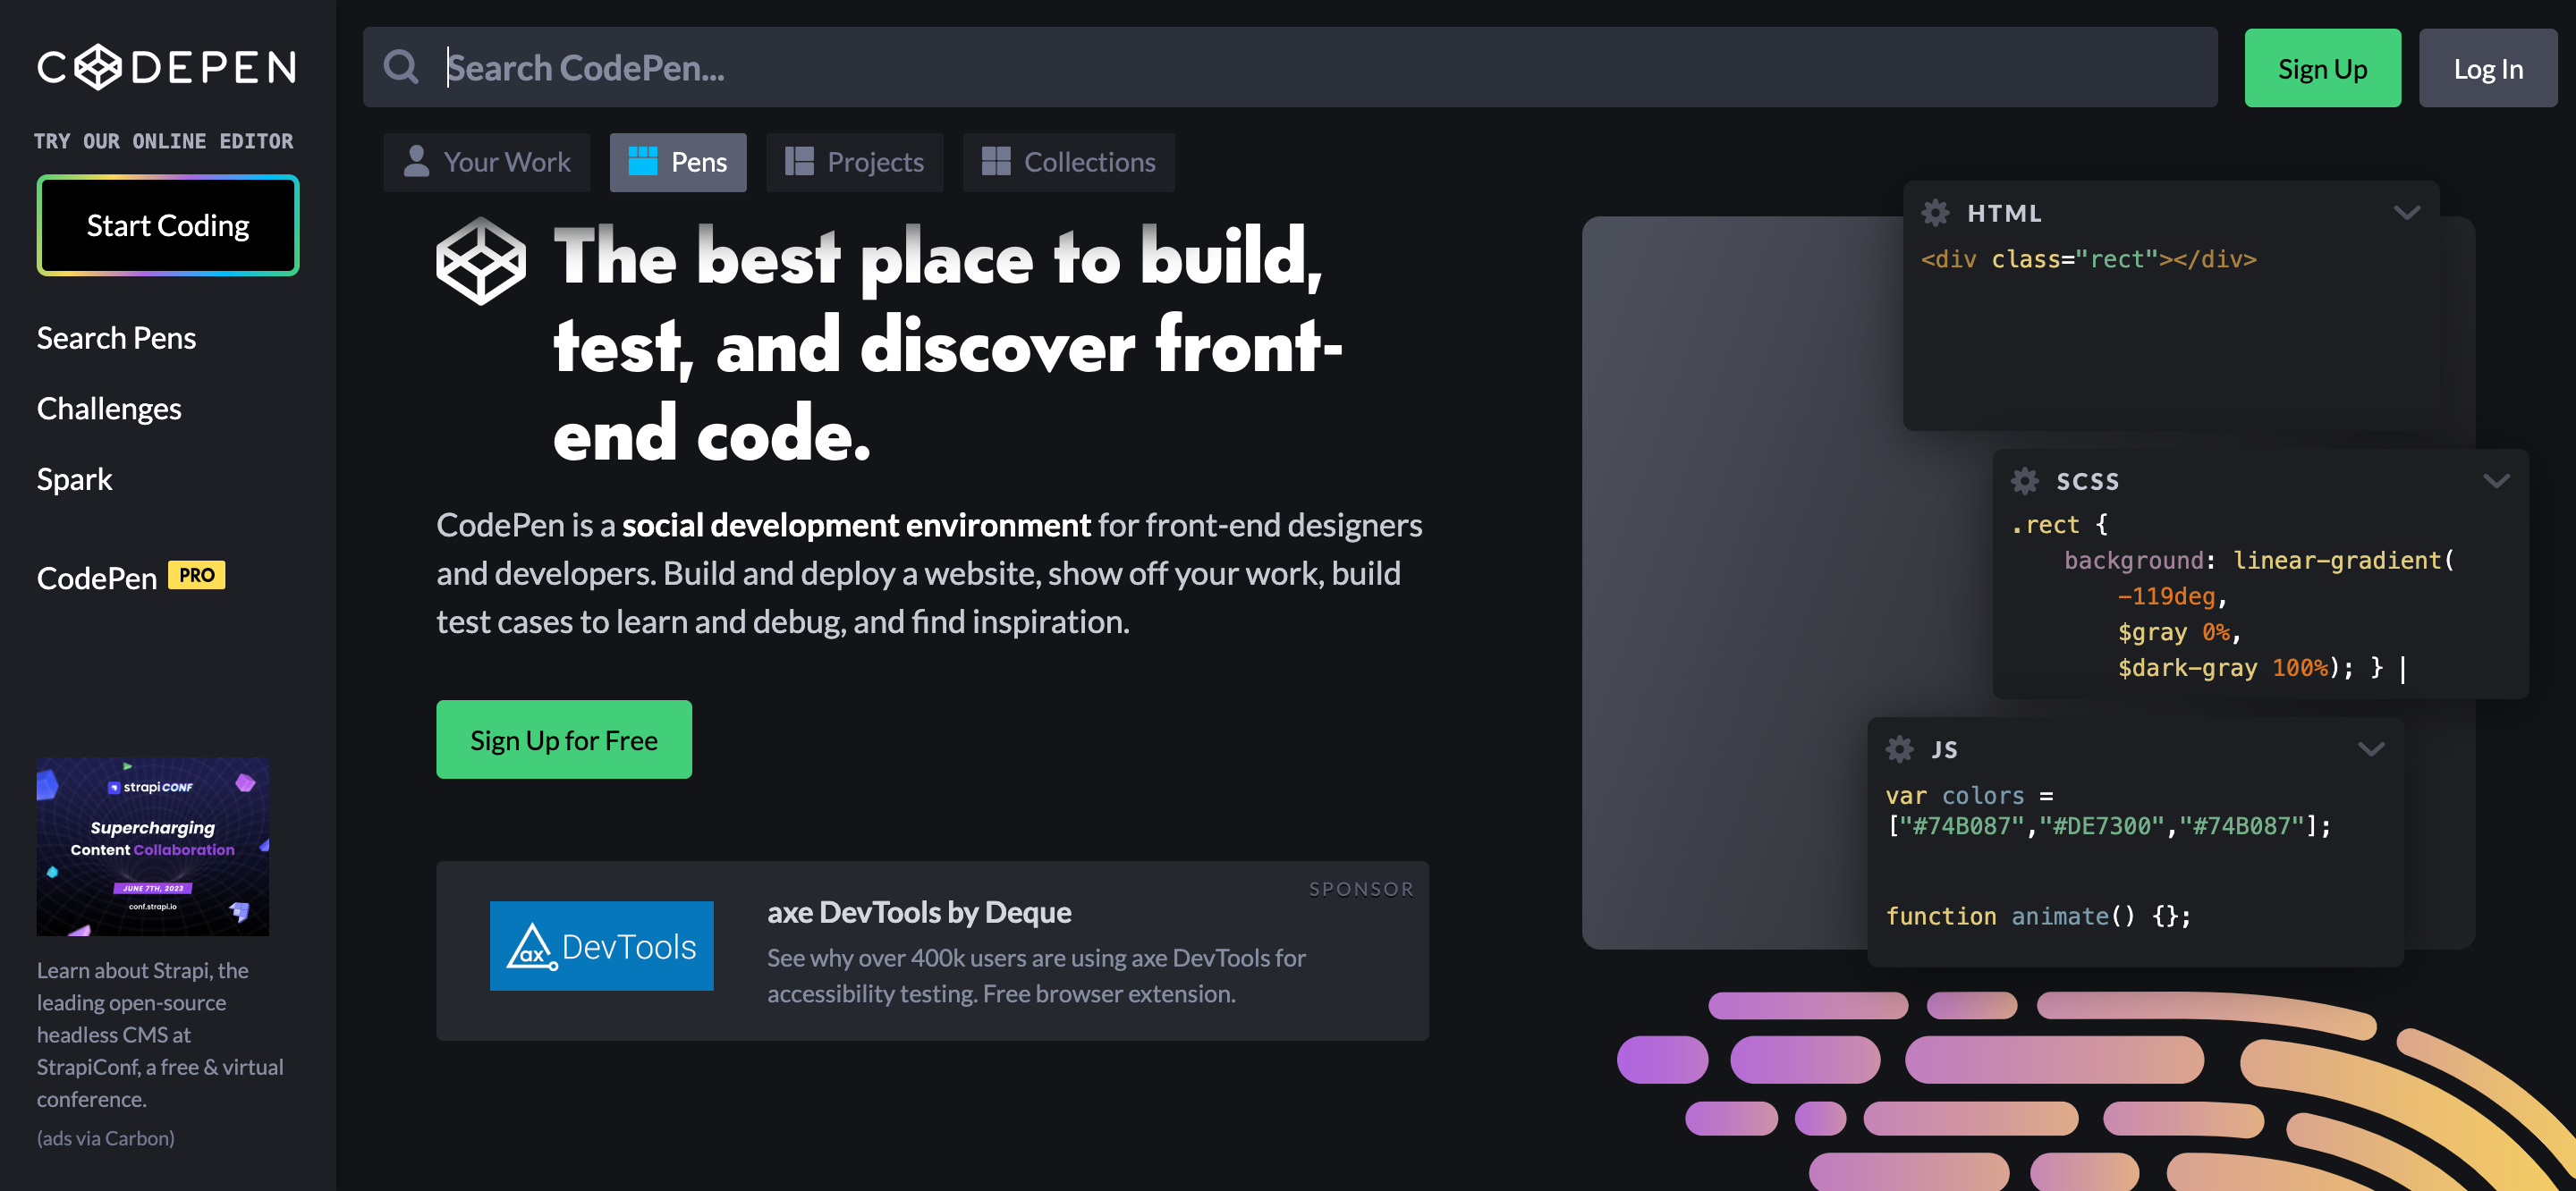 CODEPEN
TRY OUR ONLINE EDITOR
Start Coding
Search Pens
Challenges
Spark
CodePen PRO
strapi CONF
Supercharging
Content Collaboration
JUNE 7TH, 2023
conf.strapi.io
Learn about Strapi, the
leading open-source
headless CMS at
StrapiConf, a free & virtual
conference.
(ads via Carbon)
Search CodePen...
Sign Up
Log In
Your Work
Pens
Projects
Collections
The best place to build,
test, and discover front-
end code.
CodePen is a social development environment for front-end designers
and developers. Build and deploy a website, show off your work, build
test cases to learn and debug, and find inspiration.
Sign Up for Free
SPONSOR
ax DevTools
axe DevTools by Deque
See why over 400k users are using axe DevTools for
accessibility testing. Free browser extension.
HTML
<div class="rect"></div>
SCSS
.rect {
background: linear-gradient(
-119deg,
$gray 0%,
$dark-gray 100%); }
JS
var colors =
["#74B087","#DE7300","#74B087"];
function animate() {};